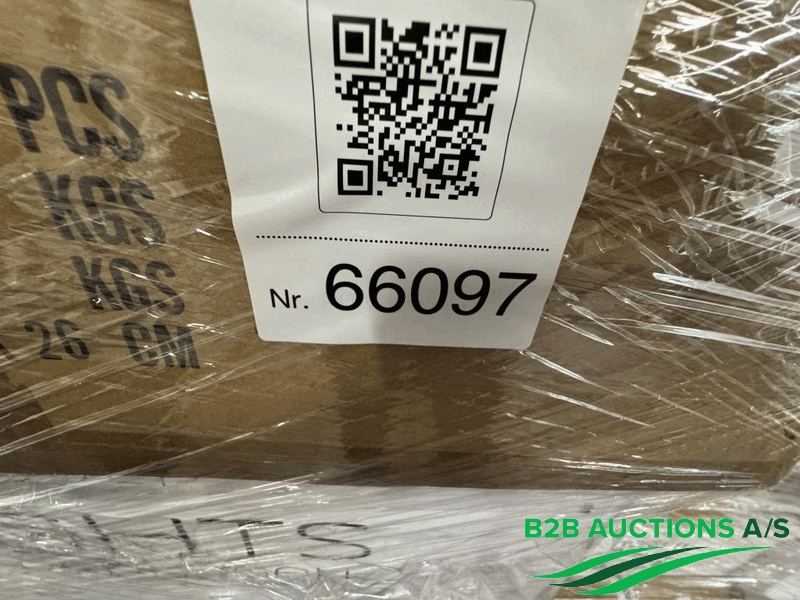 PCS
KGS
KGS
26 CM
Nr. 66097
B2B AUCTIONS A/S